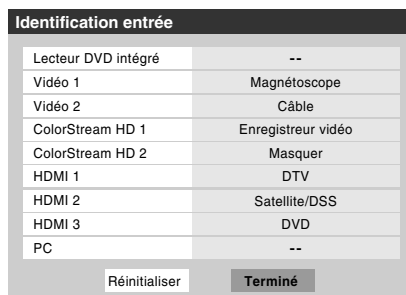 Identification entrée
Lecteur DVD intégré --
Vidéo 1 Magnétoscope
Vidéo 2 Câble
ColorStream HD 1 Enregistreur vidéo
ColorStream HD 2 Masquer
HDMI 1 DTV
HDMI 2 Satellite/DSS
HDMI 3 DVD
PC --
Réinitialiser Terminé